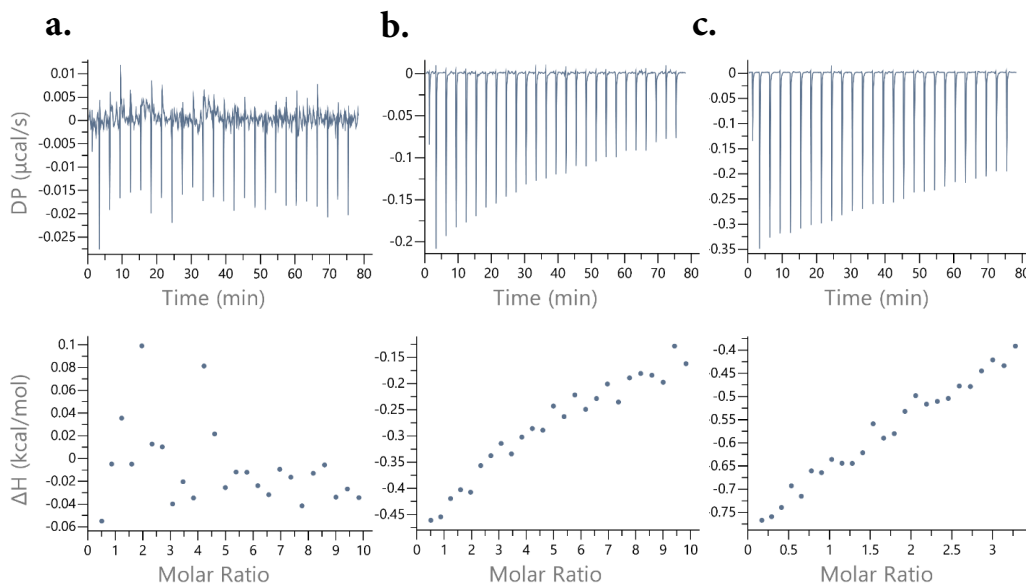 a.
DP (μcal/s)
0.01
0.005
0
-0.005
-0.01
-0.015
-0.02
-0.025
0 10 20 30 40 50 60 70 80
Time (min)
b.
0
-0.05
-0.1
-0.15
-0.2
0 10 20 30 40 50 60 70 80
Time (min)
c.
0
-0.05
-0.1
-0.15
-0.2
-0.25
-0.3
-0.35
0 10 20 30 40 50 60 70 80
Time (min)
ΔH (kcal/mol)
0.1
0.08
0.06
0.04
0.02
0
-0.02
-0.04
-0.06
0 1 2 3 4 5 6 7 8 9 10
Molar Ratio
-0.15
-0.2
-0.25
-0.3
-0.35
-0.4
-0.45
0 1 2 3 4 5 6 7 8 9 10
Molar Ratio
-0.4
-0.45
-0.5
-0.55
-0.6
-0.65
-0.7
-0.75
0 0.5 1 1.5 2 2.5 3
Molar Ratio